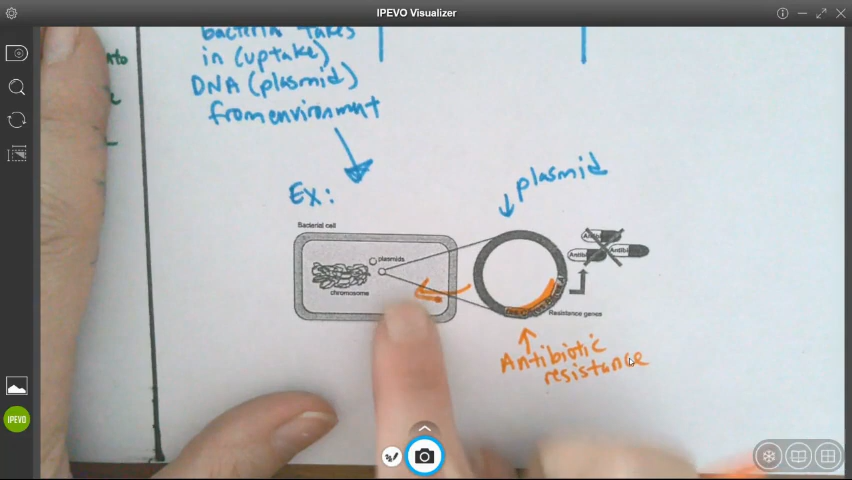 IPEVO Visualizer
bacteria takes
in (uptake)
DNA (plasmid)
from environment
Ex:
plasmid
Bacterial cell
plasmids
chromosome
Resistance genes
Antibiotic
resistance
IPEVO